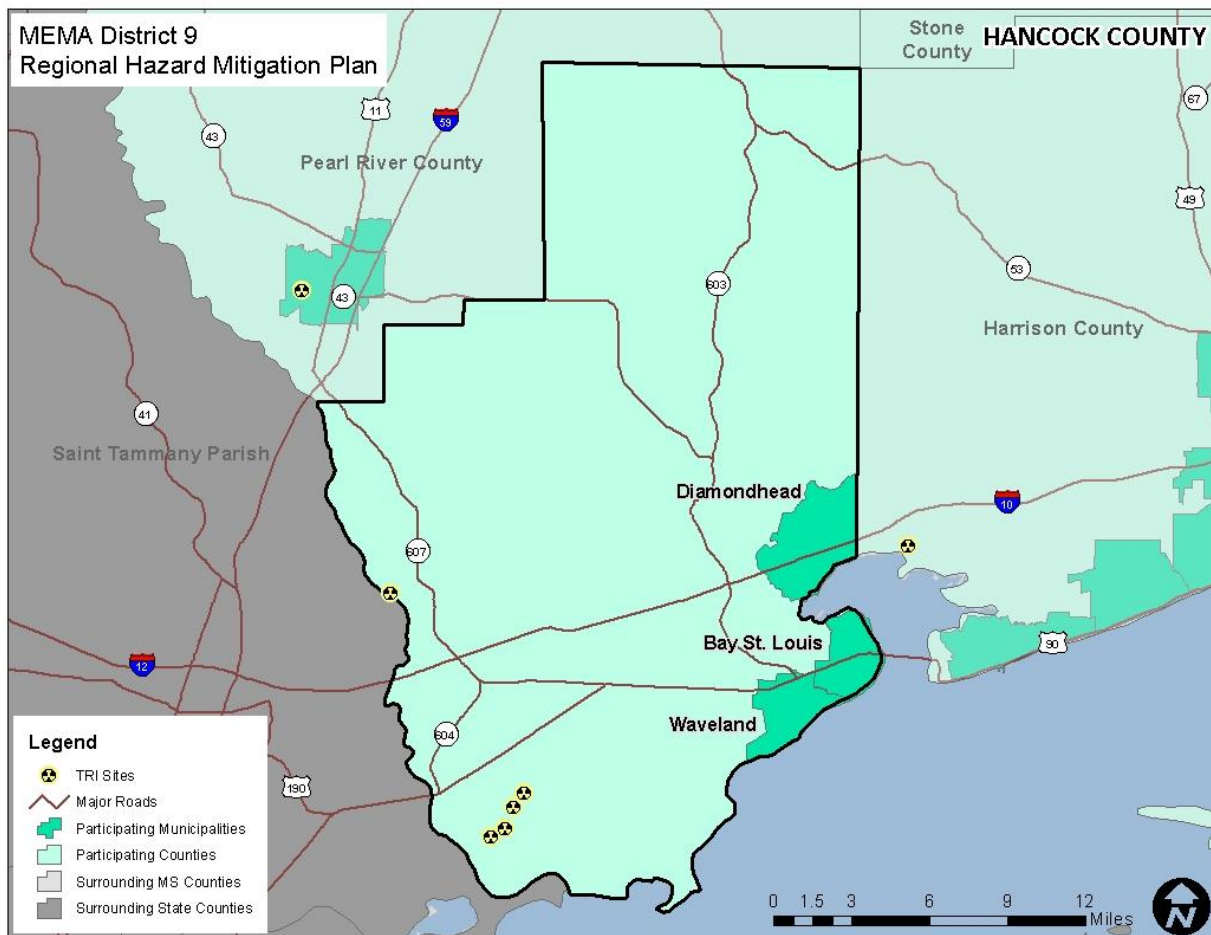 MEMA District 9
Regional Hazard Mitigation Plan
Stone
County
HANCOCK COUNTY
43
11
59
67
Pearl River County
49
43
603
53
Harrison County
41
Saint Tammany Parish
Diamondhead
10
607
Bay St. Louis
90
12
Waveland
604
190
Legend
TRI Sites
Major Roads
Participating Municipalities
Participating Counties
Surrounding MS Counties
Surrounding State Counties
0 1.5 3 6 9 12
Miles
N